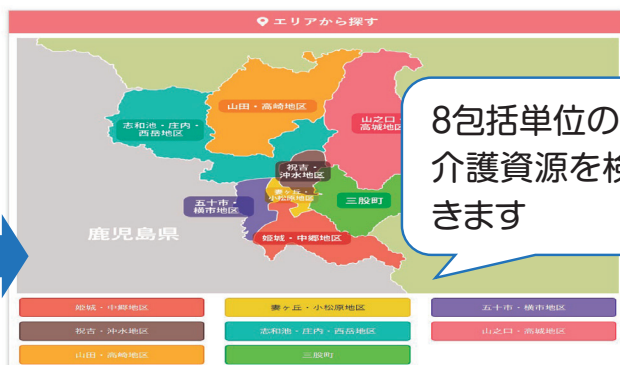 エリアから探す
山田・高崎地区
山之口・
高城地区
志和池・庄内・
西岳地区
祝吉・
沖水地区
妻ヶ丘・
小松原地区
三股町
五十市・
横市地区
姫城・中郷地区
鹿児島県
8包括単位の
介護資源を検
きます
姫城・中郷地区
妻ヶ丘・小松原地区
五十市・横市地区
祝吉・沖水地区
志和池・庄内・西岳地区
山之口・高城地区
山田・高崎地区
三股町